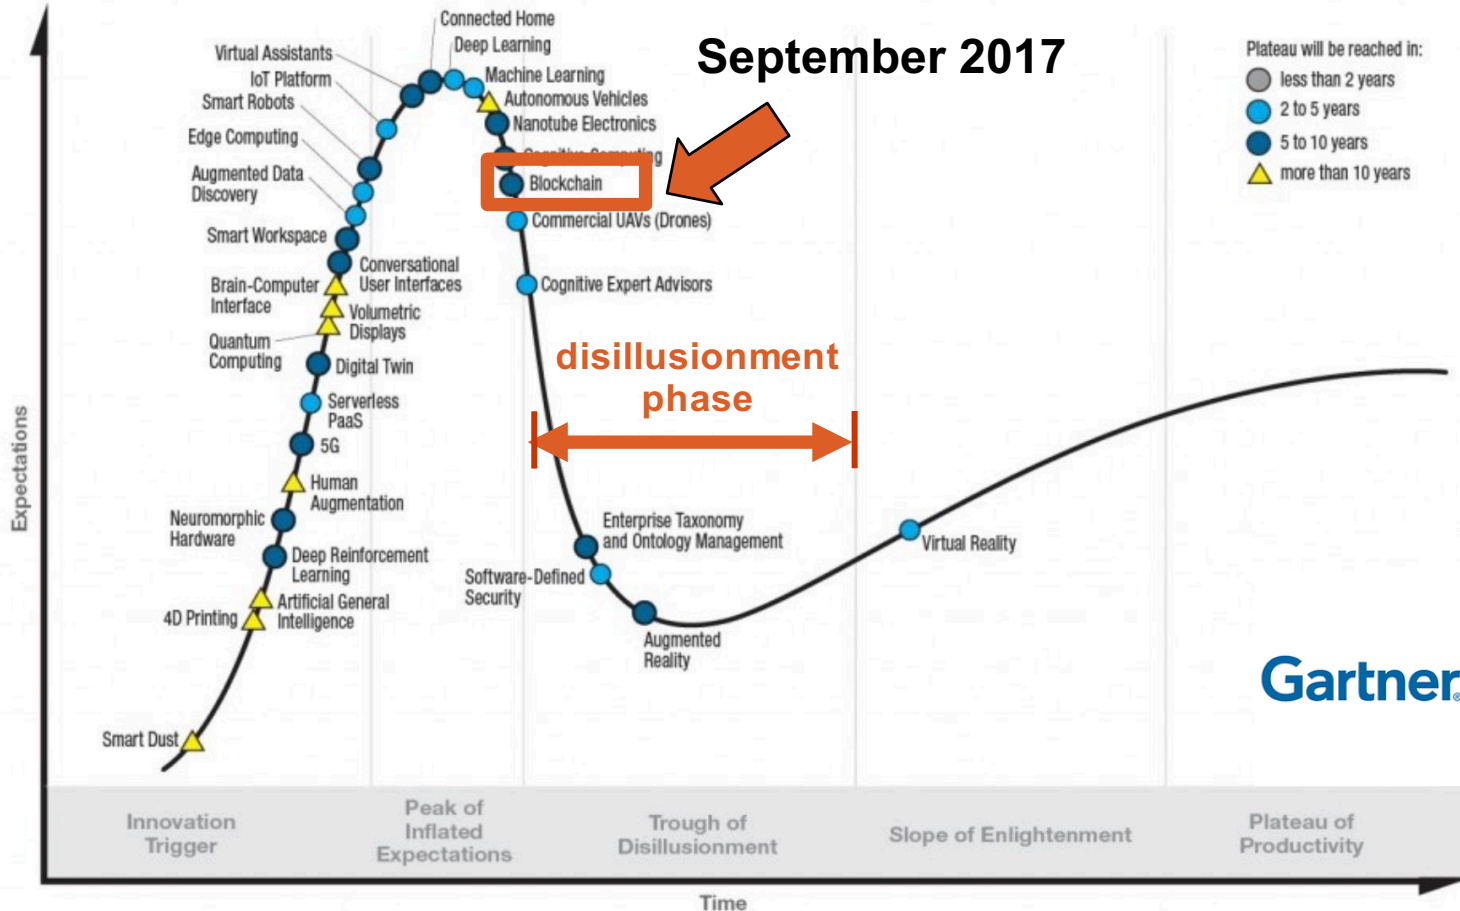 Connected Home
Deep Learning
September 2017
Virtual Assistants
IoT Platform
Smart Robots
Edge Computing
Augmented Data
Discovery
Smart Workspace
Machine Learning
Autonomous Vehicles
Nanotube Electronics
Cognitive Computing
Blockchain
Commercial UAVs (Drones)
Cognitive Expert Advisors
Plateau will be reached in:
less than 2 years
2 to 5 years
5 to 10 years
more than 10 years
Conversational
User Interfaces
Brain-Computer
Interface
Volumetric
Displays
Quantum
Computing
Digital Twin
Serverless
PaaS
5G
Human
Augmentation
Neuromorphic
Hardware
Deep Reinforcement
Learning
Artificial General
Intelligence
4D Printing
Smart Dust
disillusionment
phase
Enterprise Taxonomy
and Ontology Management
Software-Defined
Security
Augmented
Reality
Virtual Reality
Gartner®
Expectations
Innovation
Trigger
Peak of
Inflated
Expectations
Trough of
Disillusionment
Slope of Enlightenment
Plateau of
Productivity
Time